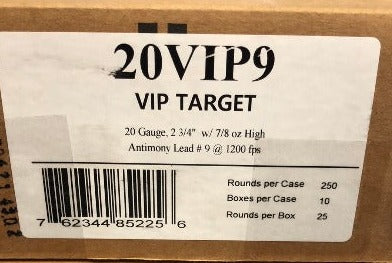 20VIP9
VIP TARGET
20 Gauge, 2 3/4" w/ 7/8 oz High
Antimony Lead # 9 @ 1200 fps
Rounds per Case 250
Boxes per Case 10
Rounds per Box 25
7 62344 85225 6